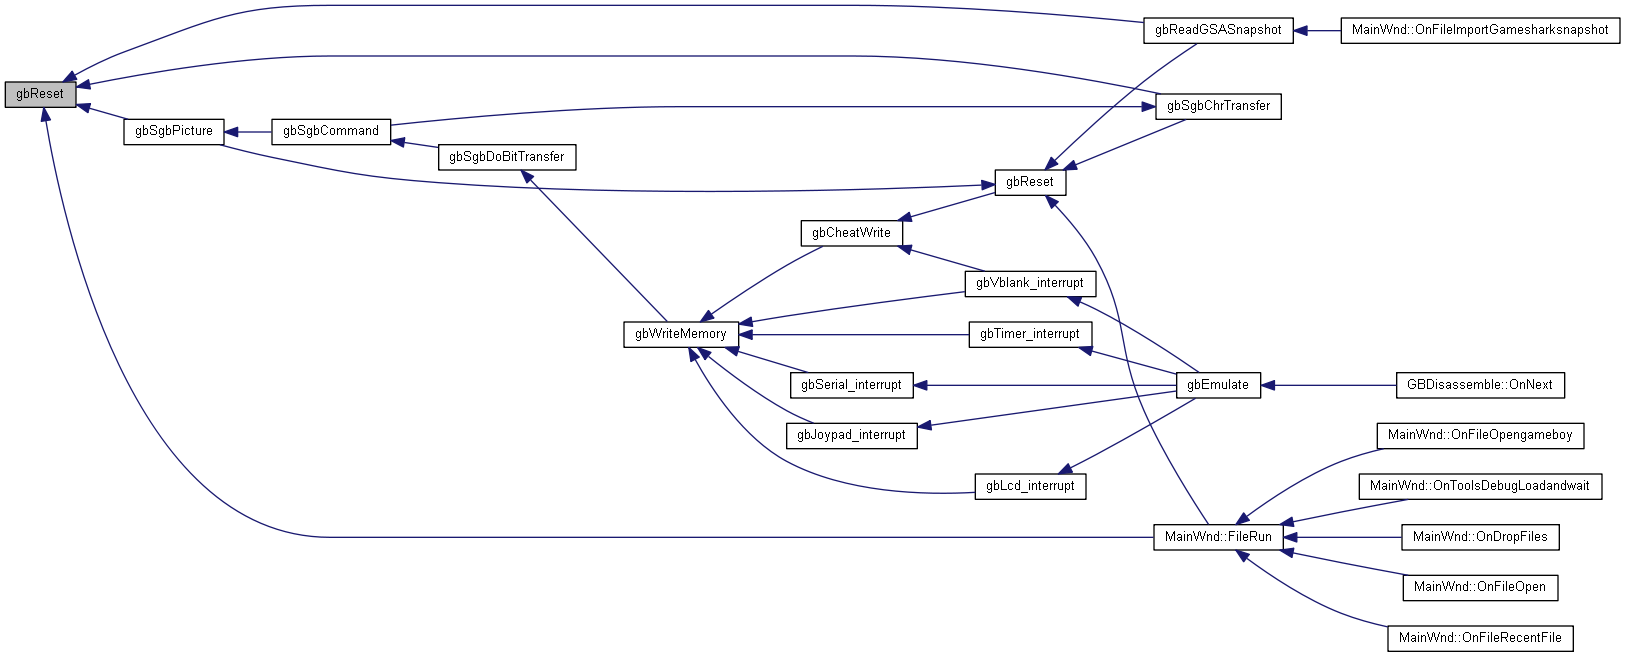 gbReadGSASnapshot
MainWnd::OnFileImportGamesharksnapshot
gbReset
gbSgbChrTransfer
gbSgbPicture
gbSgbCommand
gbSgbDoBitTransfer
gbReset
gbCheatWrite
gbVblank_interrupt
gbWriteMemory
gbTimer_interrupt
gbSerial_interrupt
gbEmulate
GBDisassemble::OnNext
gbJoypad_interrupt
MainWnd::OnFileOpengameboy
gbLcd_interrupt
MainWnd::OnToolsDebugLoadandwait
MainWnd::FileRun
MainWnd::OnDropFiles
MainWnd::OnFileOpen
MainWnd::OnFileRecentFile